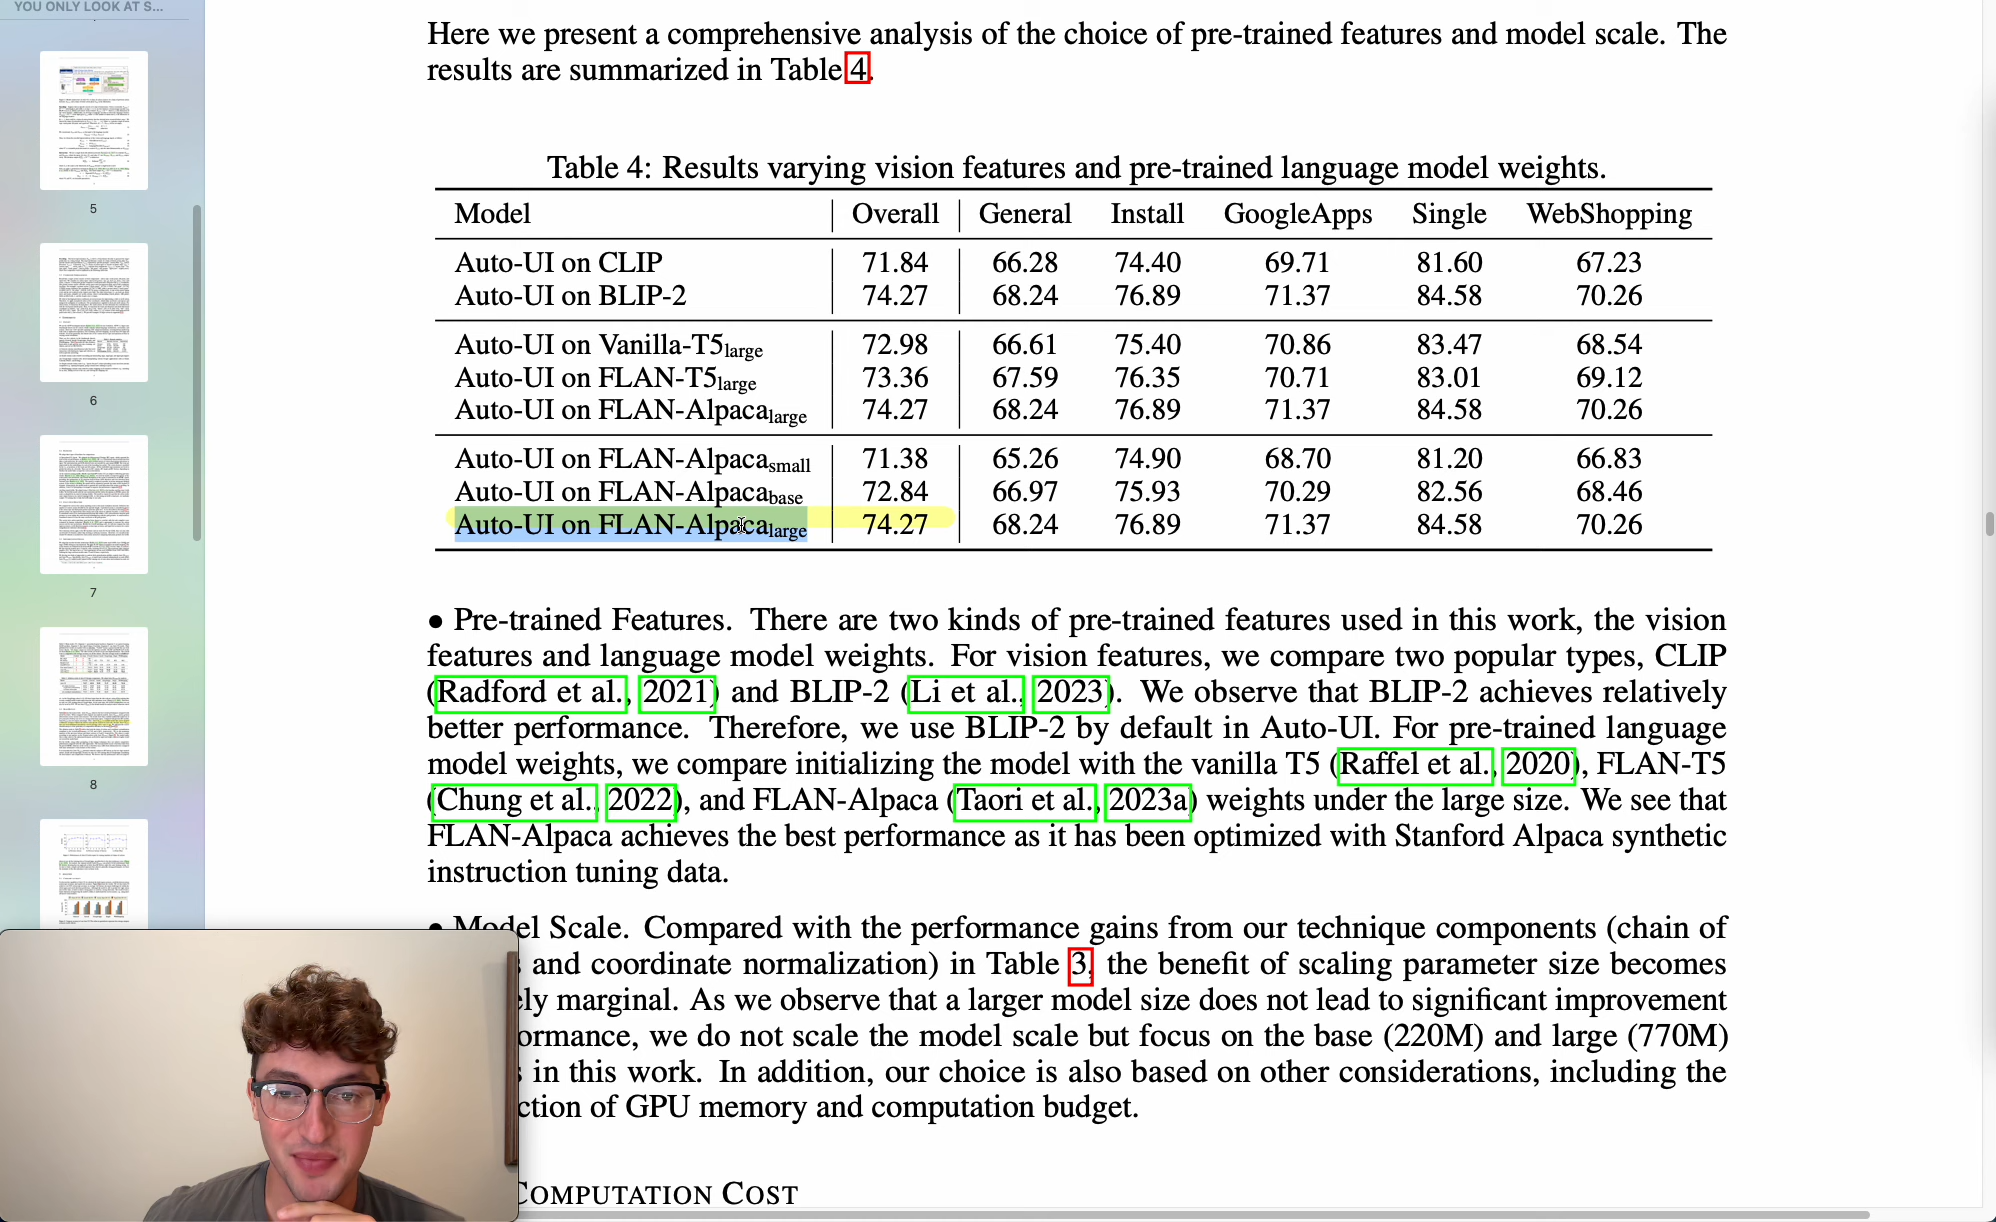 YOU ONLY LOOK AT S...
5
6
7
8
Here we present a comprehensive analysis of the choice of pre-trained features and model scale. The
results are summarized in Table 4.
Table 4: Results varying vision features and pre-trained language model weights.
Model Overall General Install GoogleApps Single WebShopping
Auto-UI on CLIP 71.84 66.28 74.40 69.71 81.60 67.23
Auto-UI on BLIP-2 74.27 68.24 76.89 71.37 84.58 70.26
Auto-UI on Vanilla-T5large 72.98 66.61 75.40 70.86 83.47 68.54
Auto-UI on FLAN-T5large 73.36 67.59 76.35 70.71 83.01 69.12
Auto-UI on FLAN-Alpacalarge 74.27 68.24 76.89 71.37 84.58 70.26
Auto-UI on FLAN-Alpacasmall 71.38 65.26 74.90 68.70 81.20 66.83
Auto-UI on FLAN-Alpacabase 72.84 66.97 75.93 70.29 82.56 68.46
Auto-UI on FLAN-Alpacalarge 74.27 68.24 76.89 71.37 84.58 70.26
• Pre-trained Features. There are two kinds of pre-trained features used in this work, the vision
features and language model weights. For vision features, we compare two popular types, CLIP
(Radford et al., 2021) and BLIP-2 (Li et al., 2023). We observe that BLIP-2 achieves relatively
better performance. Therefore, we use BLIP-2 by default in Auto-UI. For pre-trained language
model weights, we compare initializing the model with the vanilla T5 (Raffel et al., 2020), FLAN-T5
(Chung et al., 2022), and FLAN-Alpaca (Taori et al., 2023a) weights under the large size. We see that
FLAN-Alpaca achieves the best performance as it has been optimized with Stanford Alpaca synthetic
instruction tuning data.
• Model Scale. Compared with the performance gains from our technique components (chain of
and coordinate normalization) in Table 3, the benefit of scaling parameter size becomes
ely marginal. As we observe that a larger model size does not lead to significant improvement
ormance, we do not scale the model scale but focus on the base (220M) and large (770M)
in this work. In addition, our choice is also based on other considerations, including the
ction of GPU memory and computation budget.
COMPUTATION COST